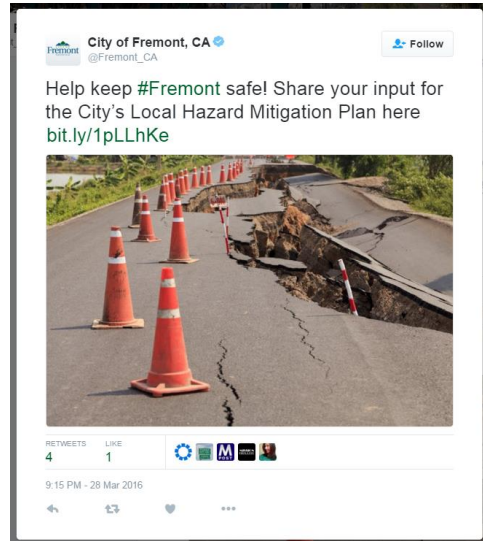 Fremont
City of Fremont, CA
@Fremont_CA
Follow
Help keep #Fremont safe! Share your input for
the City's Local Hazard Mitigation Plan here
bit.ly/1pLLhKe
RETWEETS LIKE
4 1
9:15 PM - 28 Mar 2016